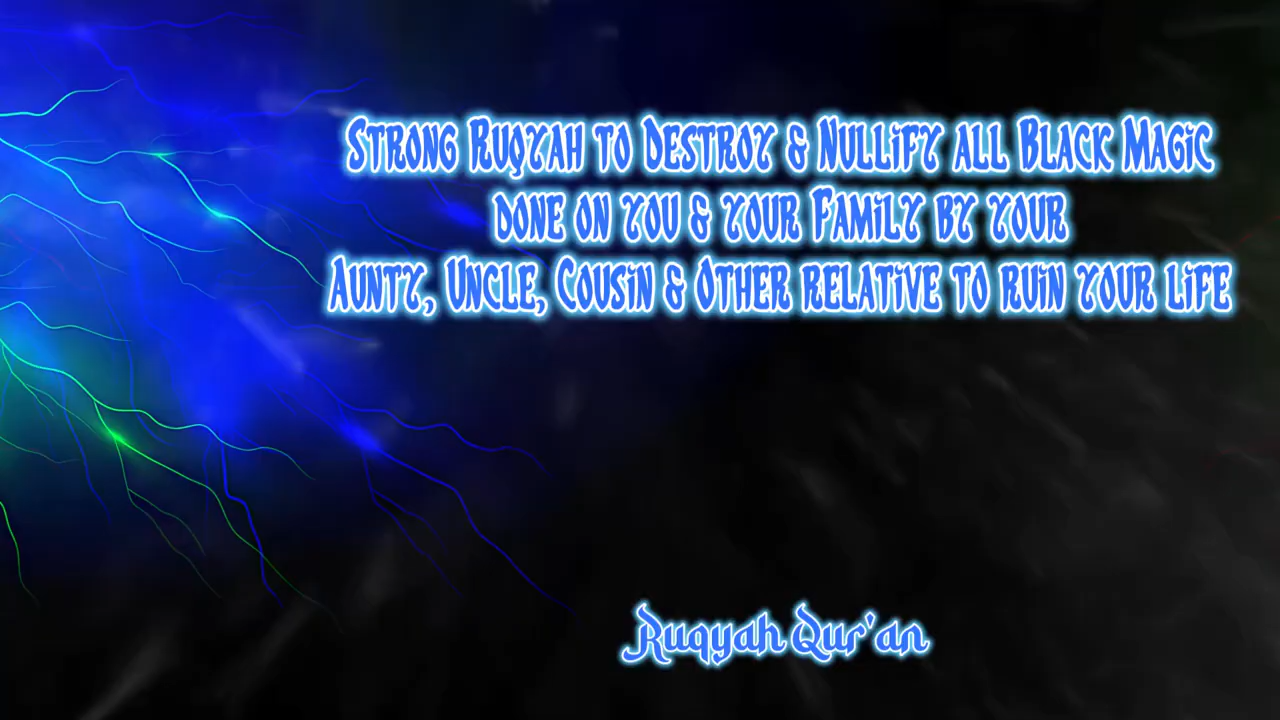 Strong Ruqyah to Destroy & Nullify all Black Magic
done on you & your Family by your
Aunty, Uncle, Cousin & Other relative to ruin your life
Ruqyah Qur'an